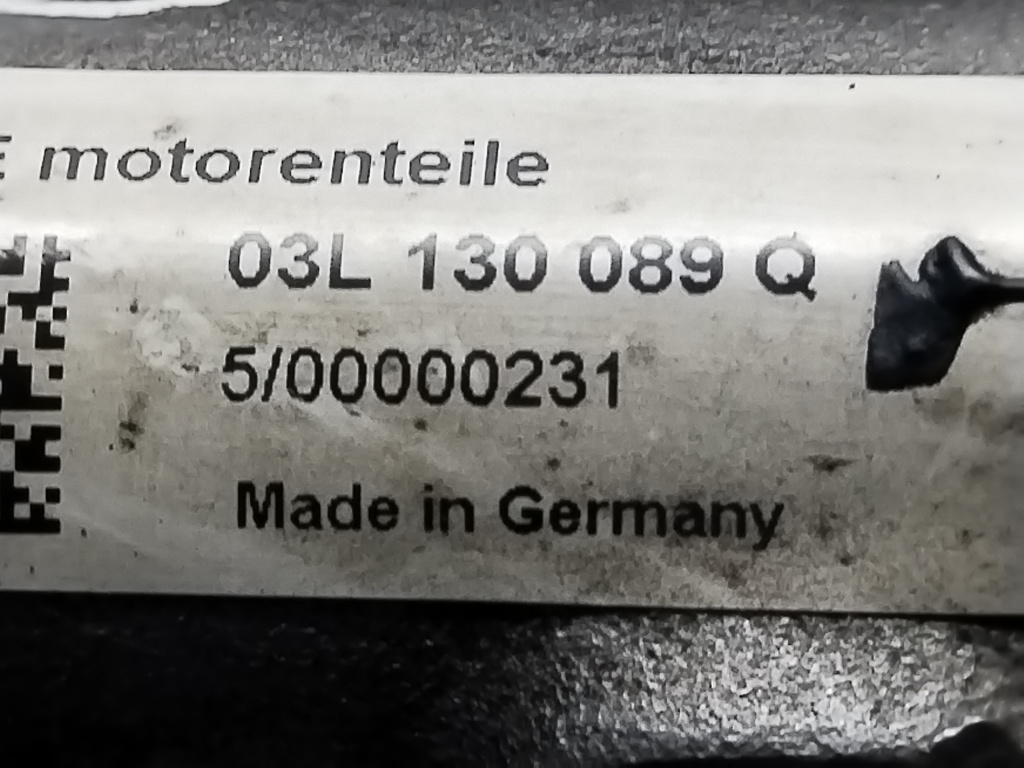 E motorenteile
03L 130 089 Q
5/00000231
Made in Germany